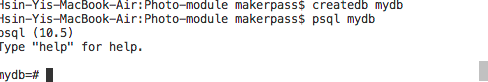 Hsin-Yis-MacBook-Air:Photo-module makerpass$ createdb mydb
Hsin-Yis-MacBook-Air:Photo-module makerpass$ psql mydb
psql (10.5)
Type "help" for help.
mydb=#